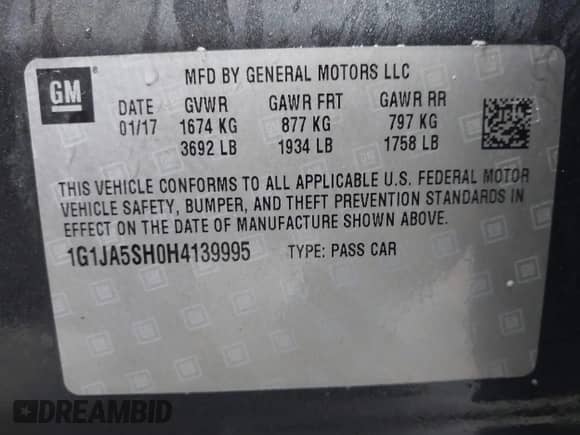 GM ®
MFD BY GENERAL MOTORS LLC
DATE GVWR GAWR FRT GAWR RR
01/17 1674 KG 877 KG 797 KG
3692 LB 1934 LB 1758 LB
THIS VEHICLE CONFORMS TO ALL APPLICABLE U.S. FEDERAL MOTOR
VEHICLE SAFETY, BUMPER, AND THEFT PREVENTION STANDARDS IN
EFFECT ON THE DATE OF MANUFACTURE SHOWN ABOVE.
1G1JA5SH0H4139995 TYPE: PASS CAR
DREAMBID